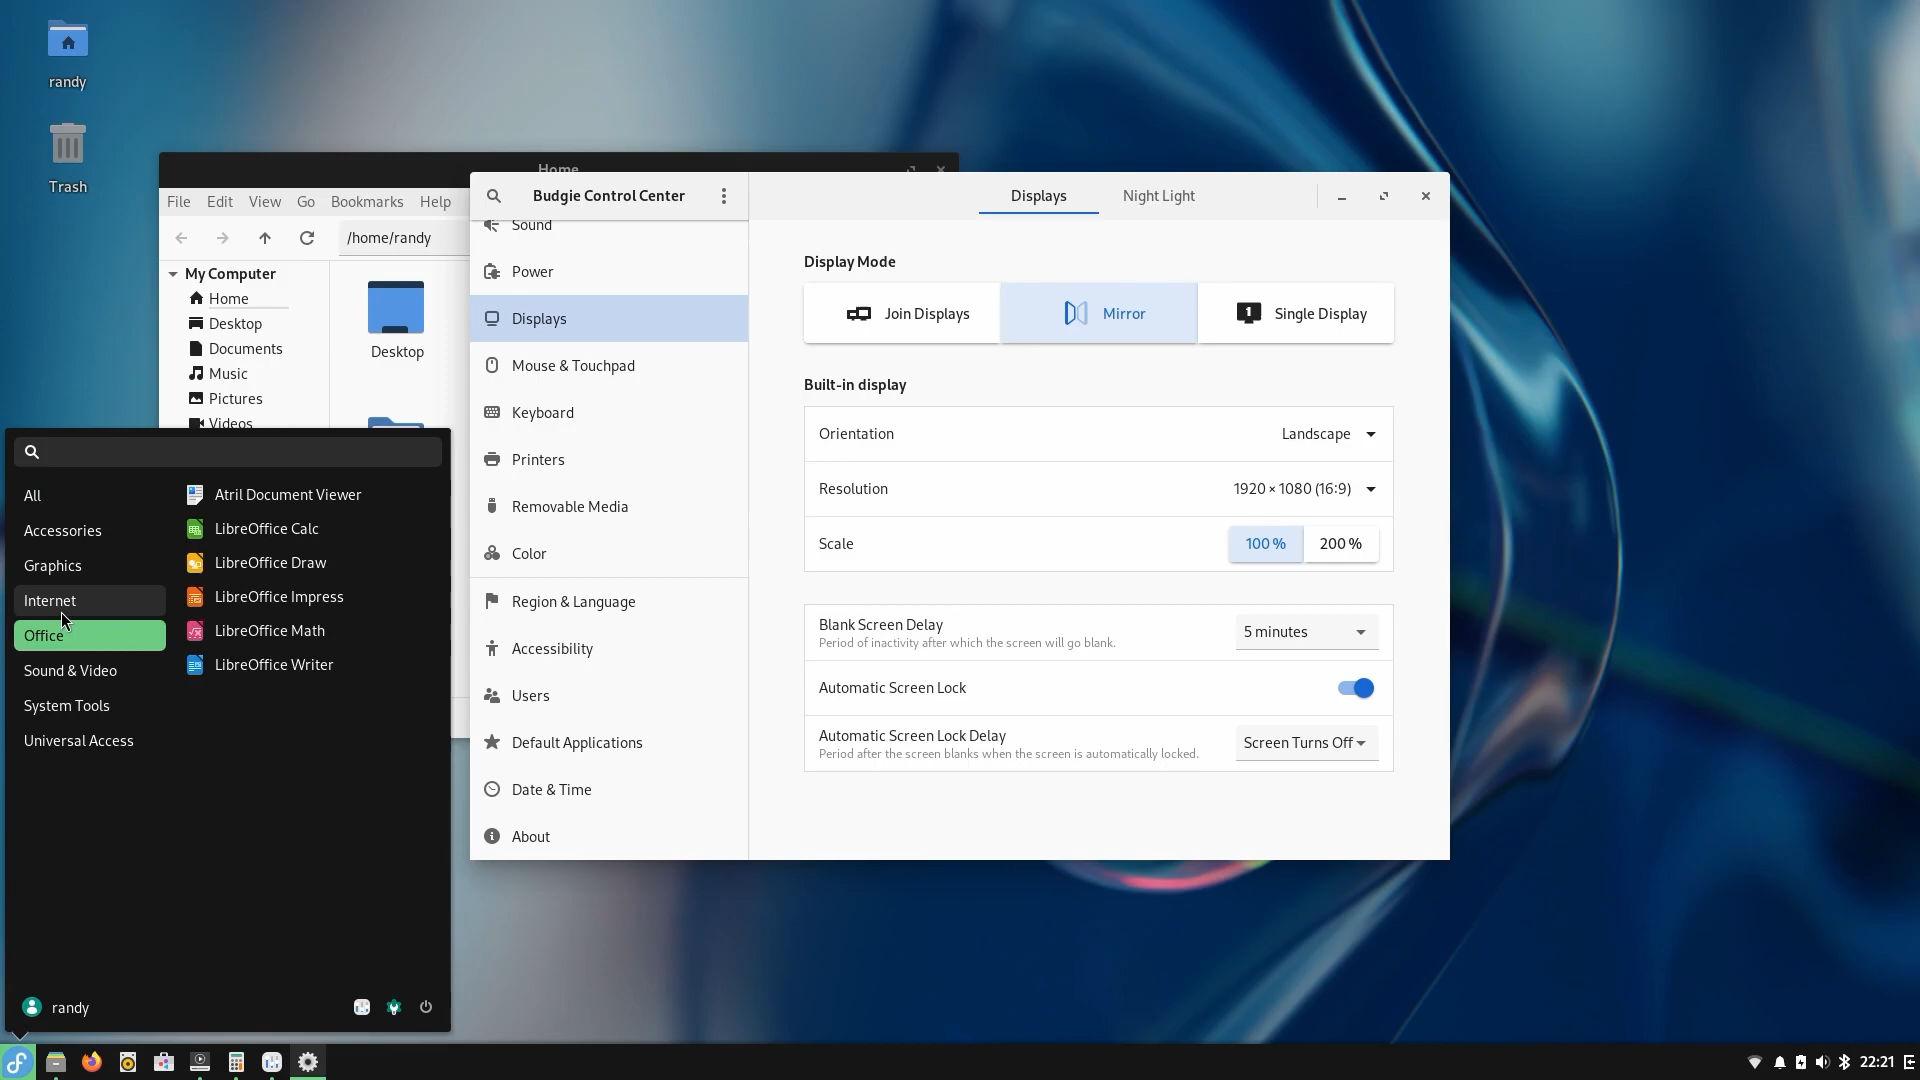 randy
Trash
Home
File Edit View Go Bookmarks Help
/home/randy
My Computer
Home
Desktop
Documents
Music
Pictures
Videos
Desktop
Budgie Control Center
Sound
Power
Displays
Mouse & Touchpad
Keyboard
Printers
Removable Media
Color
Region & Language
Accessibility
Users
Default Applications
Date & Time
About
Displays Night Light
Display Mode
Join Displays Mirror 1 Single Display
Built-in display
Orientation Landscape
Resolution 1920 × 1080 (16:9)
Scale 100 % 200 %
Blank Screen Delay 5 minutes
Period of inactivity after which the screen will go blank.
Automatic Screen Lock
Automatic Screen Lock Delay Screen Turns Off
Period after the screen blanks when the screen is automatically locked.
All
Accessories
Graphics
Internet
Office
Sound & Video
System Tools
Universal Access
Atril Document Viewer
LibreOffice Calc
LibreOffice Draw
LibreOffice Impress
LibreOffice Math
LibreOffice Writer
randy
22:21